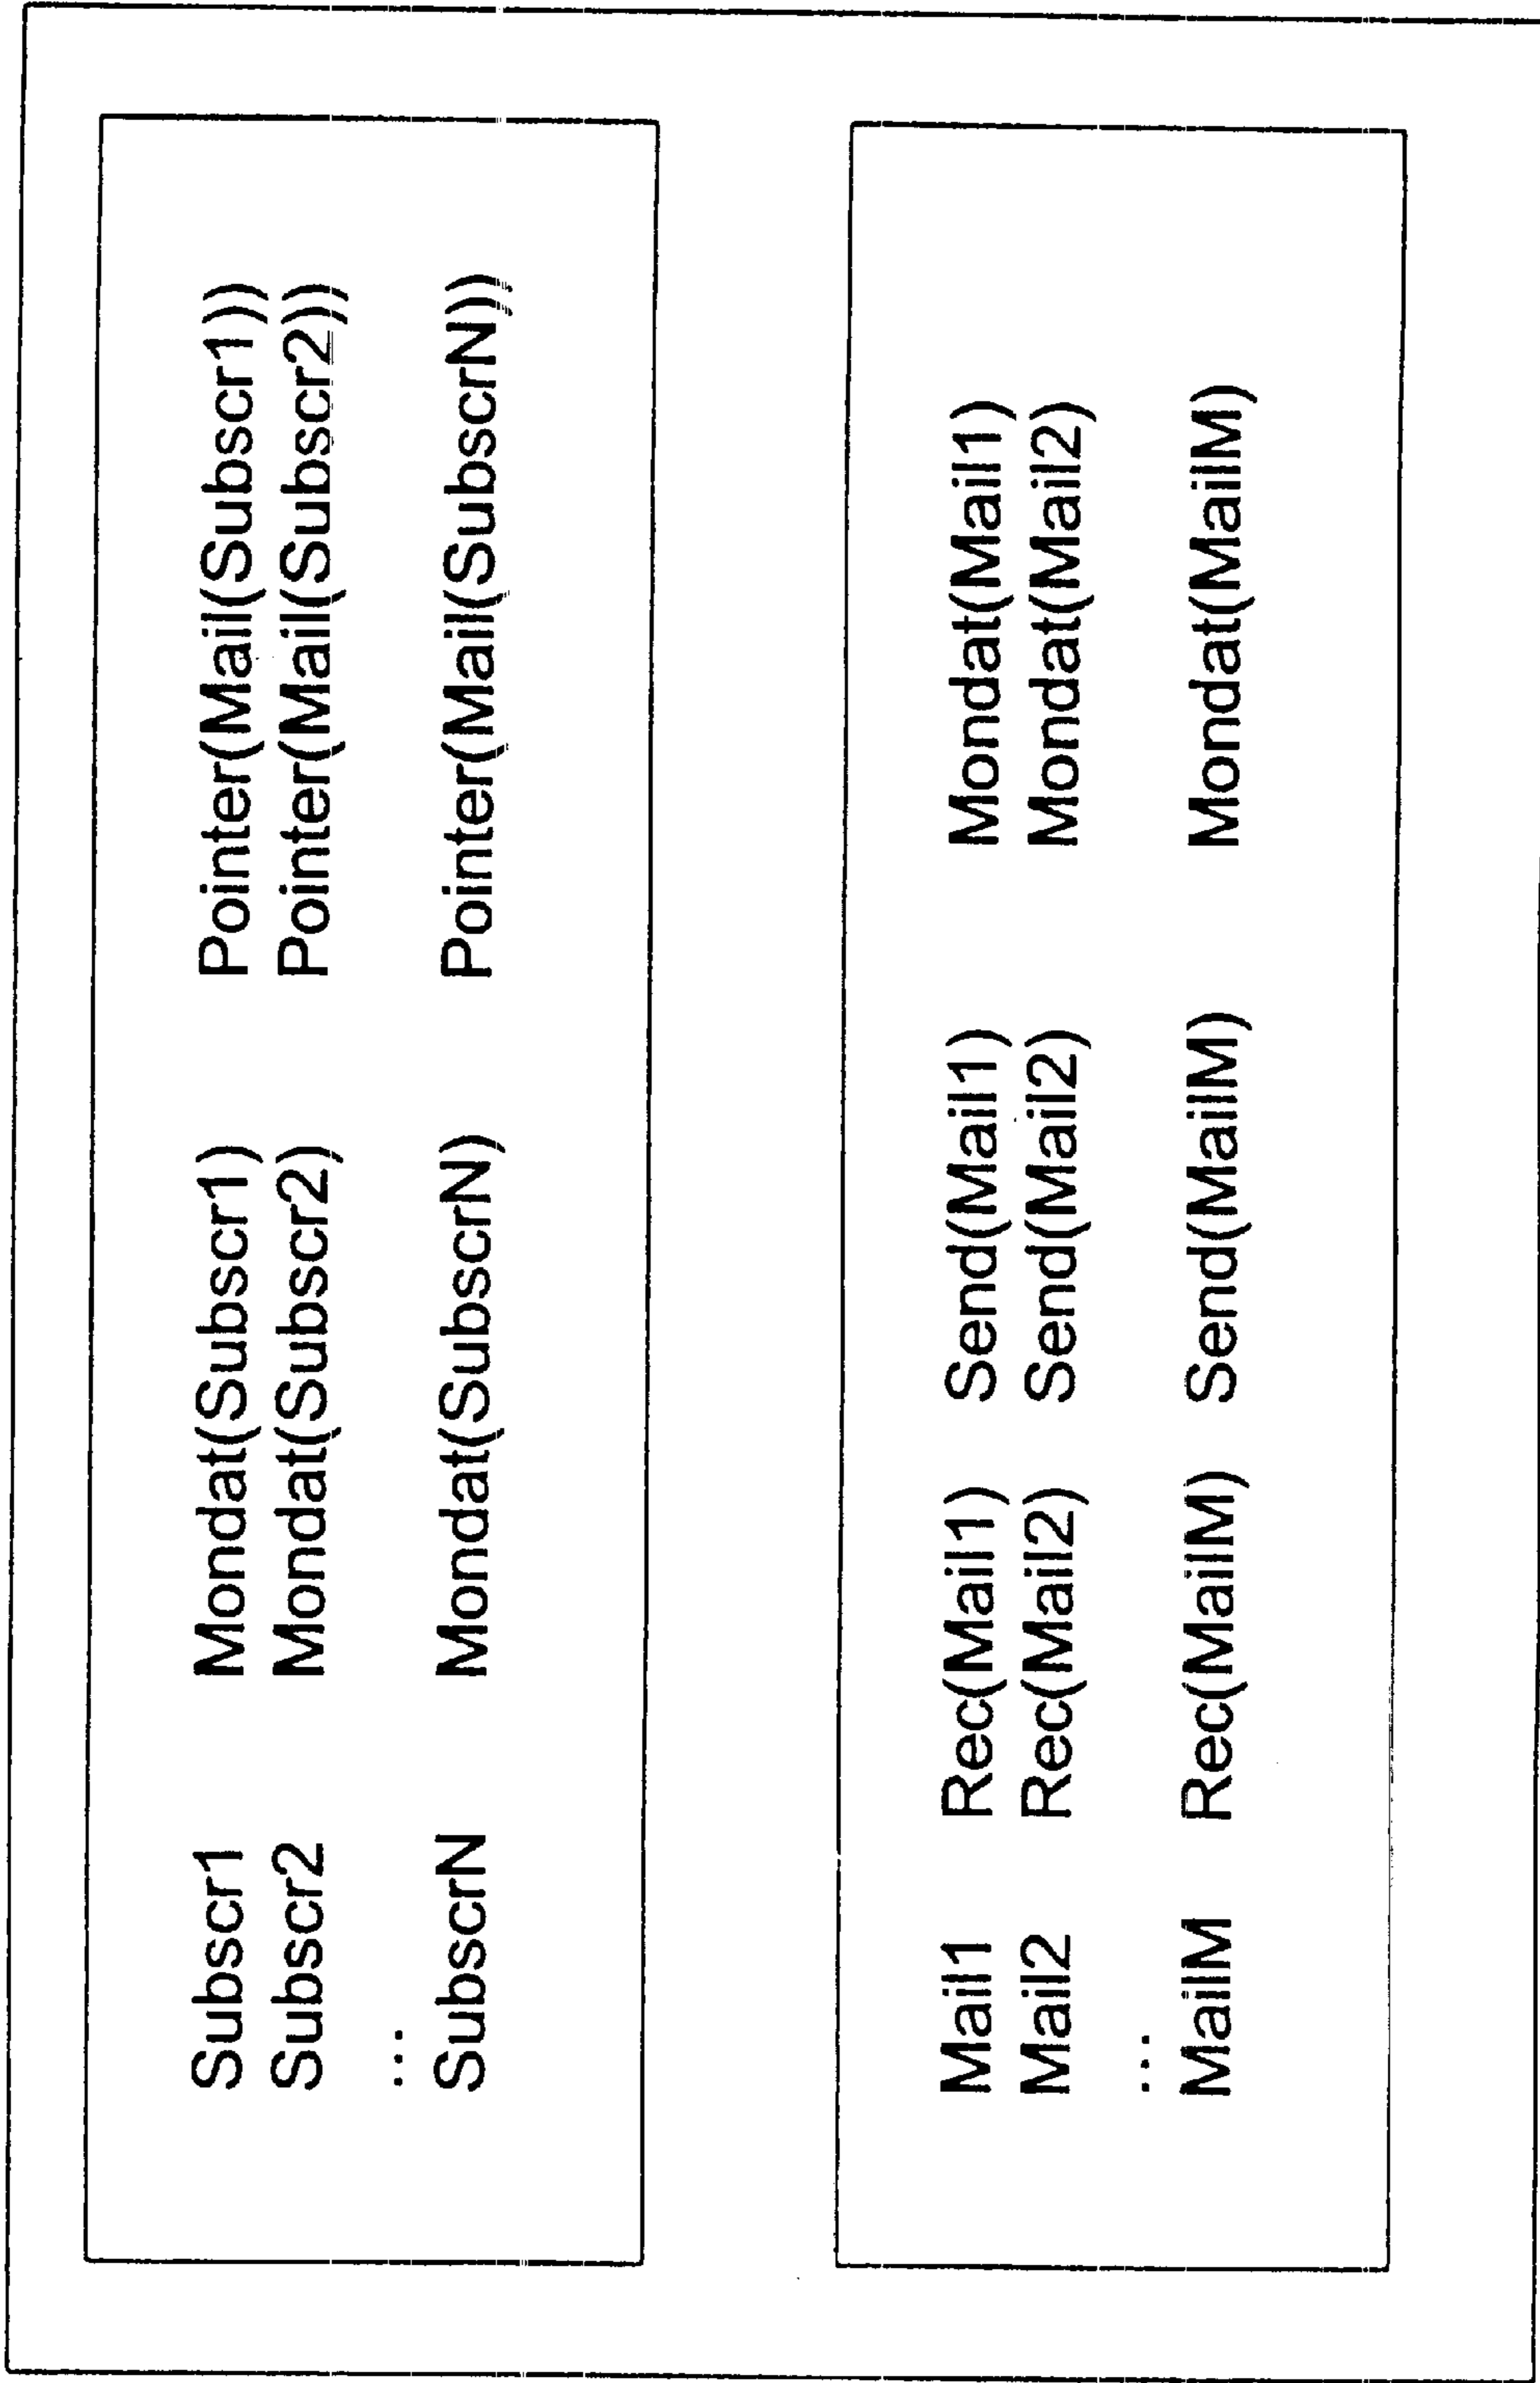 Subscr1 Mondat(Subscr1) Pointer(Mail(Subscr1))
Subscr2 Mondat(Subscr2) Pointer(Mail(Subscr2))
...
SubscrN Mondat(SubscrN) Pointer(Mail(SubscrN))
Mail1 Rec(Mail1) Send(Mail1) Mondat(Mail1)
Mail2 Rec(Mail2) Send(Mail2) Mondat(Mail2)
...
MailM Rec(MailM) Send(MailM) Mondat(MailM)